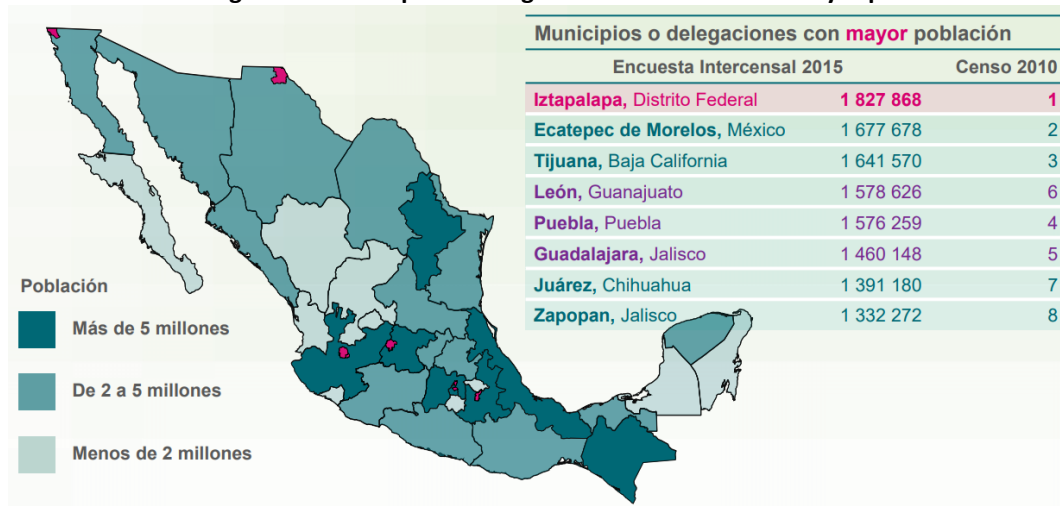 Municipios o delegaciones con mayor población
Encuesta Intercensal 2015 Censo 2010
Iztapalapa, Distrito Federal 1 827 868 1
Ecatepec de Morelos, México 1 677 678 2
Tijuana, Baja California 1 641 570 3
León, Guanajuato 1 578 626 6
Puebla, Puebla 1 576 259 4
Guadalajara, Jalisco 1 460 148 5
Juárez, Chihuahua 1 391 180 7
Zapopan, Jalisco 1 332 272 8
Población
Más de 5 millones
De 2 a 5 millones
Menos de 2 millones